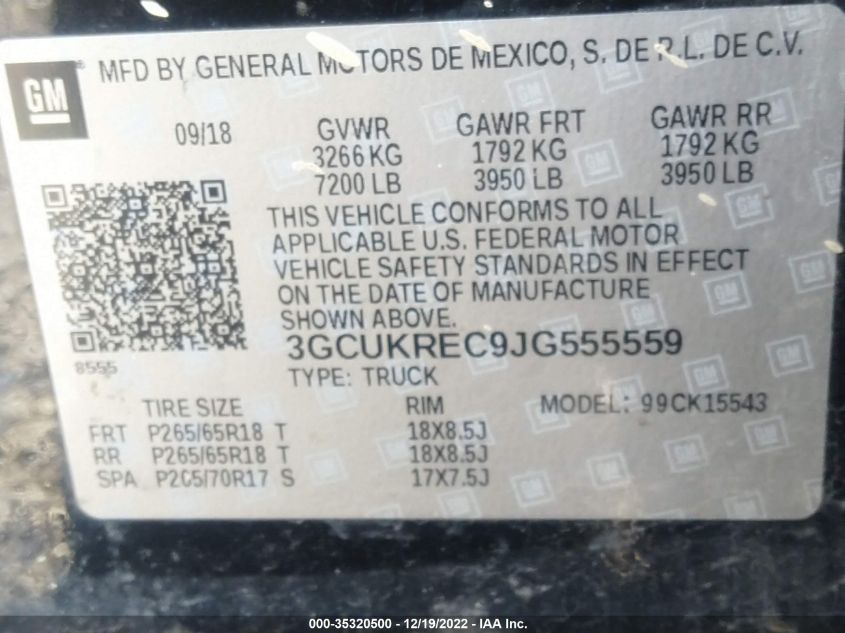 GM ® MFD BY GENERAL MOTORS DE MEXICO, S. DE R.L. DE C.V.
09/18 GVWR GAWR FRT GAWR RR
3266 KG 1792 KG 1792 KG
7200 LB 3950 LB 3950 LB
THIS VEHICLE CONFORMS TO ALL
APPLICABLE U.S. FEDERAL MOTOR
VEHICLE SAFETY STANDARDS IN EFFECT
ON THE DATE OF MANUFACTURE
SHOWN ABOVE.
3GCUKREC9JG555559
8555
TYPE: TRUCK
TIRE SIZE RIM MODEL: 99CK15543
FRT P265/65R18 T 18X8.5J
RR P265/65R18 T 18X8.5J
SPA P265/70R17 S 17X7.5J
000-35320500 - 12/19/2022 - IAA Inc.